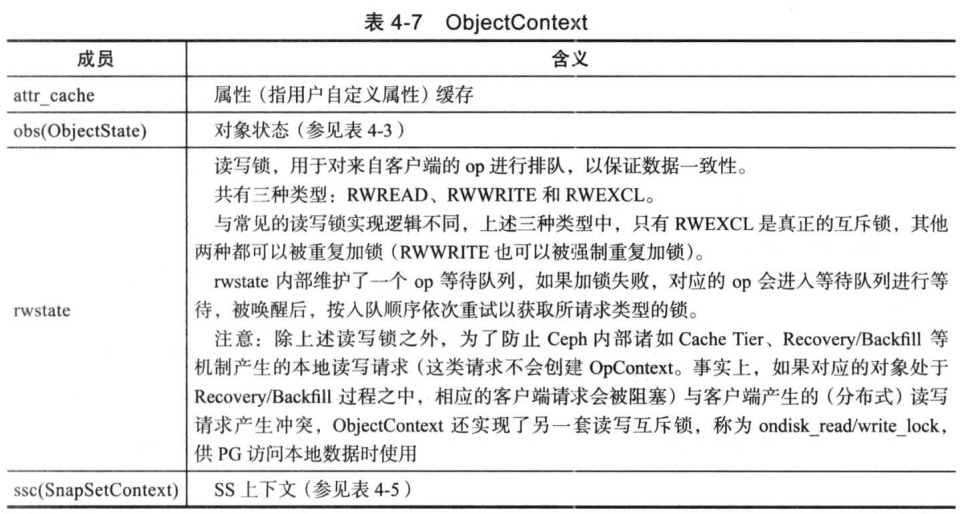 表 4-7 ObjectContext
成员 含义
attr_cache 属性（指用户自定义属性）缓存
obs(ObjectState) 对象状态（参见表 4-3）
读写锁，用于对来自客户端的 op 进行排队，以保证数据一致性。
共有三种类型：RWREAD、RWWRITE 和 RWEXCL。
与常见的读写锁实现逻辑不同，上述三种类型中，只有 RWEXCL 是真正的互斥锁，其他
两种都可以被重复加锁（RWWRITE 也可以被强制重复加锁）。
rwstate 内部维护了一个 op 等待队列，如果加锁失败，对应的 op 会进入等待队列进行等
rwstate 待，被唤醒后，按入队顺序依次重试以获取所请求类型的锁。
注意：除上述读写锁之外，为了防止 Ceph 内部诸如 Cache Tier、Recovery/Backfill 等
机制产生的本地读写请求（这类请求不会创建 OpContext。事实上，如果对应的对象处于
Recovery/Backfill 过程之中，相应的客户端请求会被阻塞）与客户端产生的（分布式）读写
请求产生冲突，ObjectContext 还实现了另一套读写互斥锁，称为 ondisk_read/write_lock，
供 PG 访问本地数据时使用
ssc(SnapSetContext) SS 上下文（参见表 4-5）